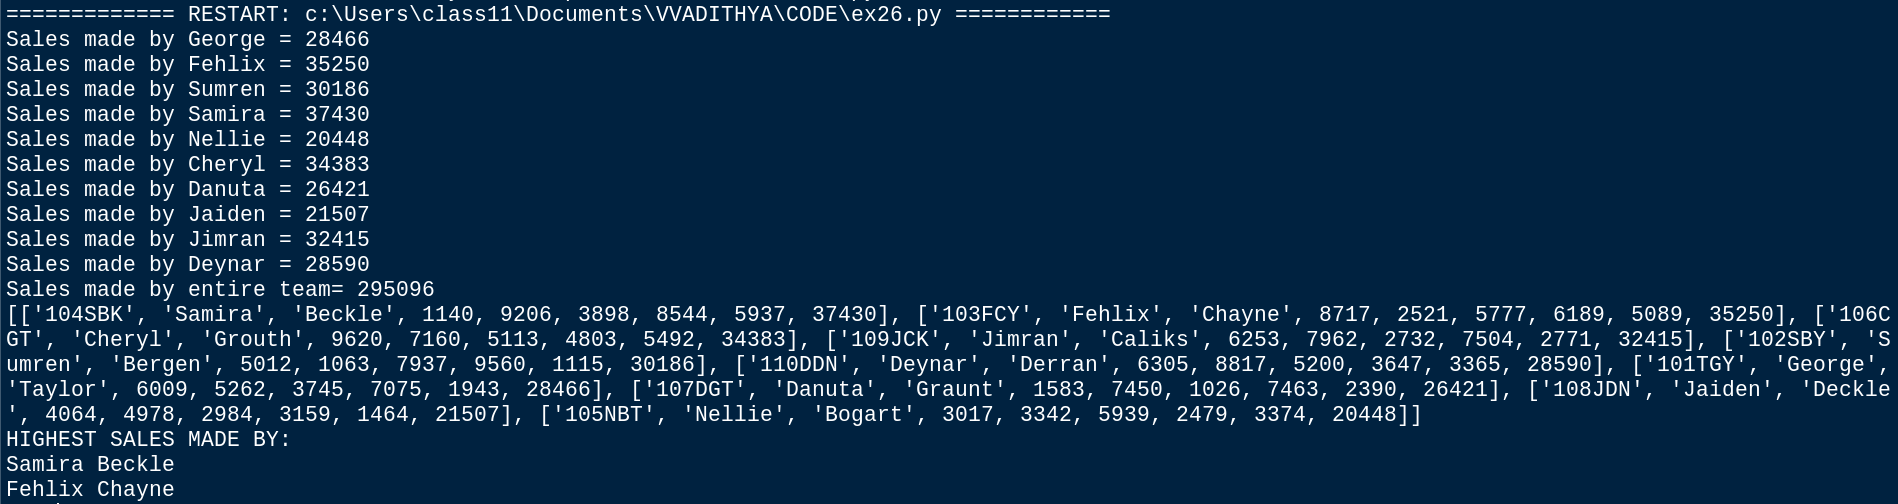 ============= RESTART: c:\Users\class11\Documents\VVADITHYA\CODE\ex26.py ============
Sales made by George = 28466
Sales made by Fehlix = 35250
Sales made by Sumren = 30186
Sales made by Samira = 37430
Sales made by Nellie = 20448
Sales made by Cheryl = 34383
Sales made by Danuta = 26421
Sales made by Jaiden = 21507
Sales made by Jimran = 32415
Sales made by Deynar = 28590
Sales made by entire team= 295096
[['104SBK', 'Samira', 'Beckle', 1140, 9206, 3898, 8544, 5937, 37430], ['103FCY', 'Fehlix', 'Chayne', 8717, 2521, 5777, 6189, 5089, 35250], ['106C
GT', 'Cheryl', 'Grouth', 9620, 7160, 5113, 4803, 5492, 34383], ['109JCK', 'Jimran', 'Caliks', 6253, 7962, 2732, 7504, 2771, 32415], ['102SBY', 'S
umren', 'Bergen', 5012, 1063, 7937, 9560, 1115, 30186], ['110DDN', 'Deynar', 'Derran', 6305, 8817, 5200, 3647, 3365, 28590], ['101TGY', 'George',
'Taylor', 6009, 5262, 3745, 7075, 1943, 28466], ['107DGT', 'Danuta', 'Graunt', 1583, 7450, 1026, 7463, 2390, 26421], ['108JDN', 'Jaiden', 'Deckle
', 4064, 4978, 2984, 3159, 1464, 21507], ['105NBT', 'Nellie', 'Bogart', 3017, 3342, 5939, 2479, 3374, 20448]]
HIGHEST SALES MADE BY:
Samira Beckle
Fehlix Chayne